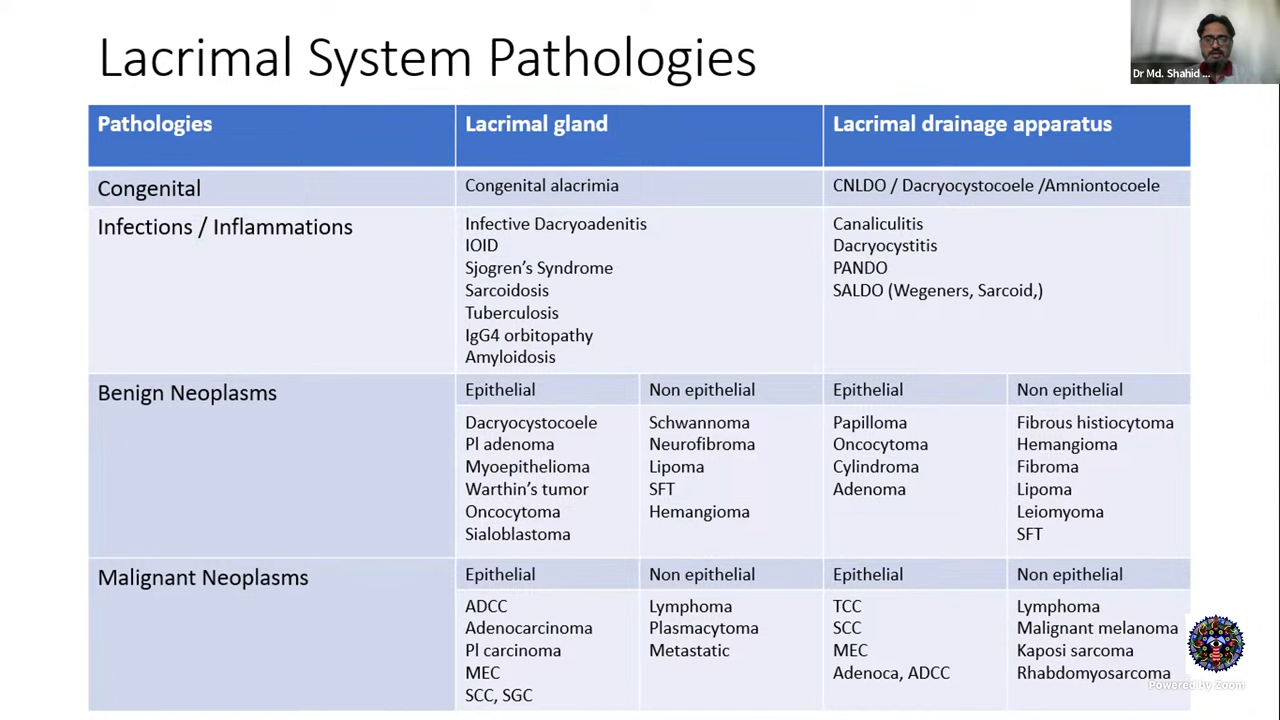 Lacrimal System Pathologies
Dr Md. Shahid ...
Pathologies
Lacrimal gland
Lacrimal drainage apparatus
Congenital
Congenital alacrimia
CNLDO / Dacryocystocoele /Amniontocoele
Infections / Inflammations
Infective Dacryoadenitis
IOID
Sjogren's Syndrome
Sarcoidosis
Tuberculosis
IgG4 orbitopathy
Amyloidosis
Canaliculitis
Dacryocystitis
PANDO
SALDO (Wegeners, Sarcoid,)
Benign Neoplasms
Epithelial
Dacryocystocoele
Pl adenoma
Myoepithelioma
Warthin's tumor
Oncocytoma
Sialoblastoma
Non epithelial
Schwannoma
Neurofibroma
Lipoma
SFT
Hemangioma
Epithelial
Papilloma
Oncocytoma
Cylindroma
Adenoma
Non epithelial
Fibrous histiocytoma
Hemangioma
Fibroma
Lipoma
Leiomyoma
SFT
Malignant Neoplasms
Epithelial
ADCC
Adenocarcinoma
Pl carcinoma
MEC
SCC, SGC
Non epithelial
Lymphoma
Plasmacytoma
Metastatic
Epithelial
TCC
SCC
MEC
Adenoca, ADCC
Non epithelial
Lymphoma
Malignant melanoma
Kaposi sarcoma
Rhabdomyosarcoma
Powered by Zoom